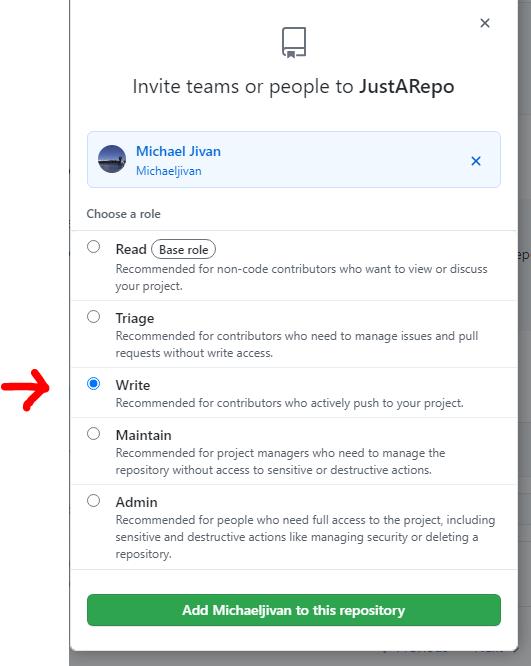 Invite teams or people to JustARepo
Michael Jivan
Michaeljivan
Choose a role
Read Base role
Recommended for non-code contributors who want to view or discuss
your project.
Triage
Recommended for contributors who need to manage issues and pull
requests without write access.
Write
Recommended for contributors who actively push to your project.
Maintain
Recommended for project managers who need to manage the
repository without access to sensitive or destructive actions.
Admin
Recommended for people who need full access to the project, including
sensitive and destructive actions like managing security or deleting a
repository.
Add Michaeljivan to this repository